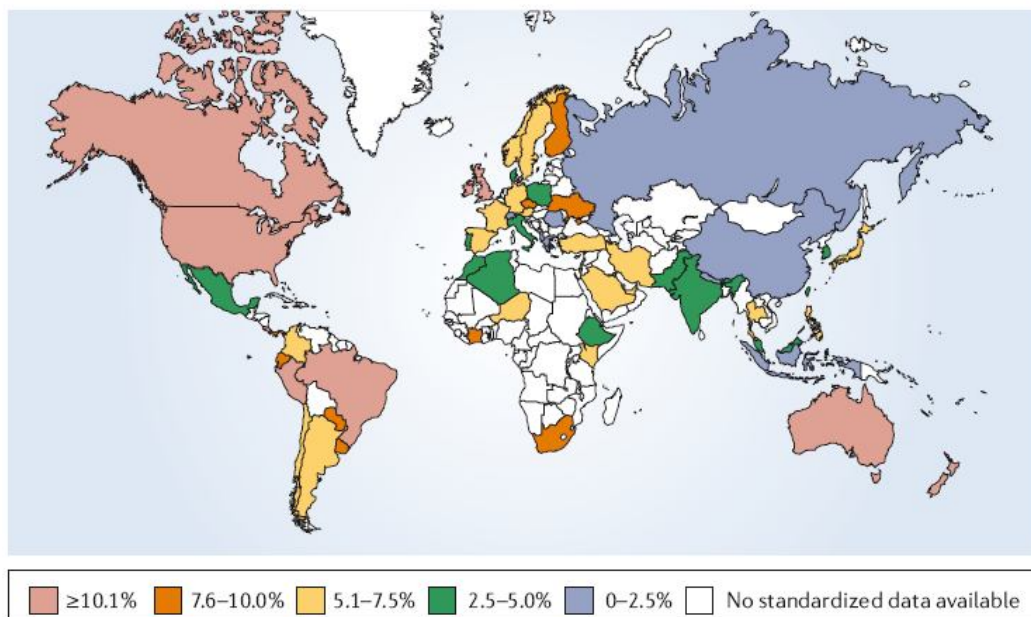 ≥10.1% 7.6–10.0% 5.1–7.5% 2.5–5.0% 0–2.5% No standardized data available